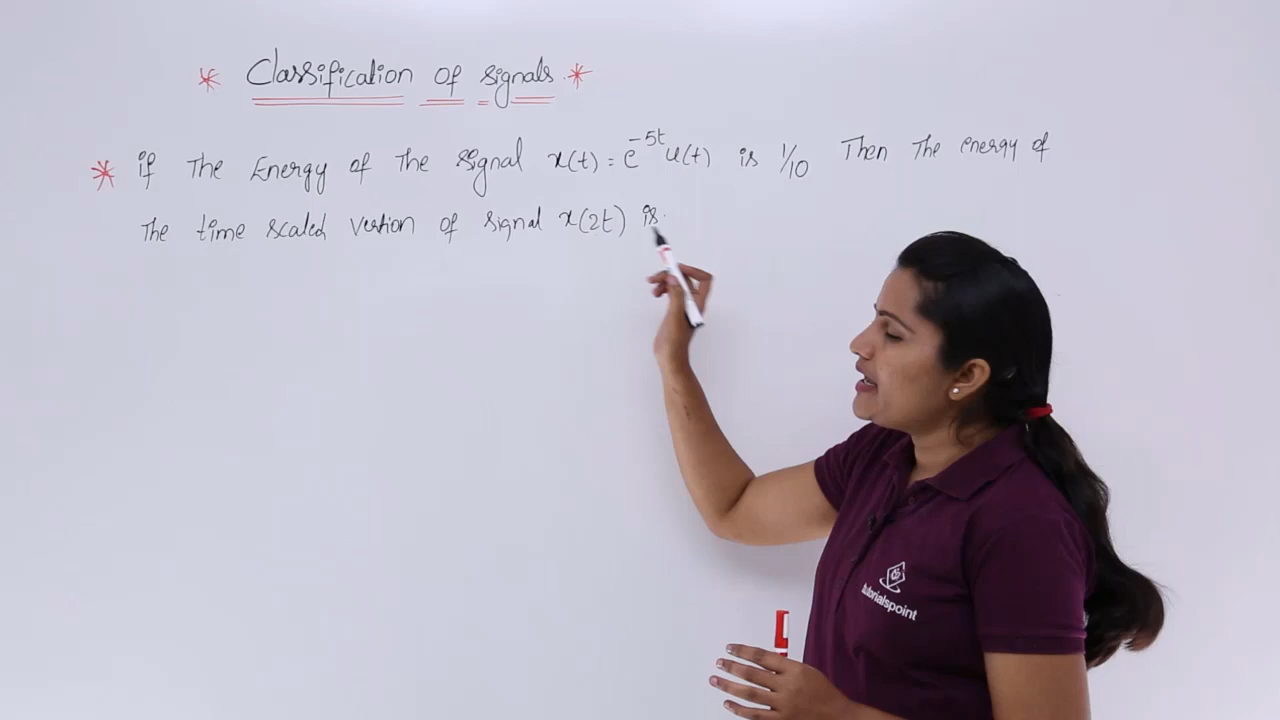 * Classification of signals. *
* If The Energy of The Signal x(t) = e^{-5t} u(t) is 1/10 Then The energy of
The time scaled vertion of signal x(2t) is.
tutorialspoint